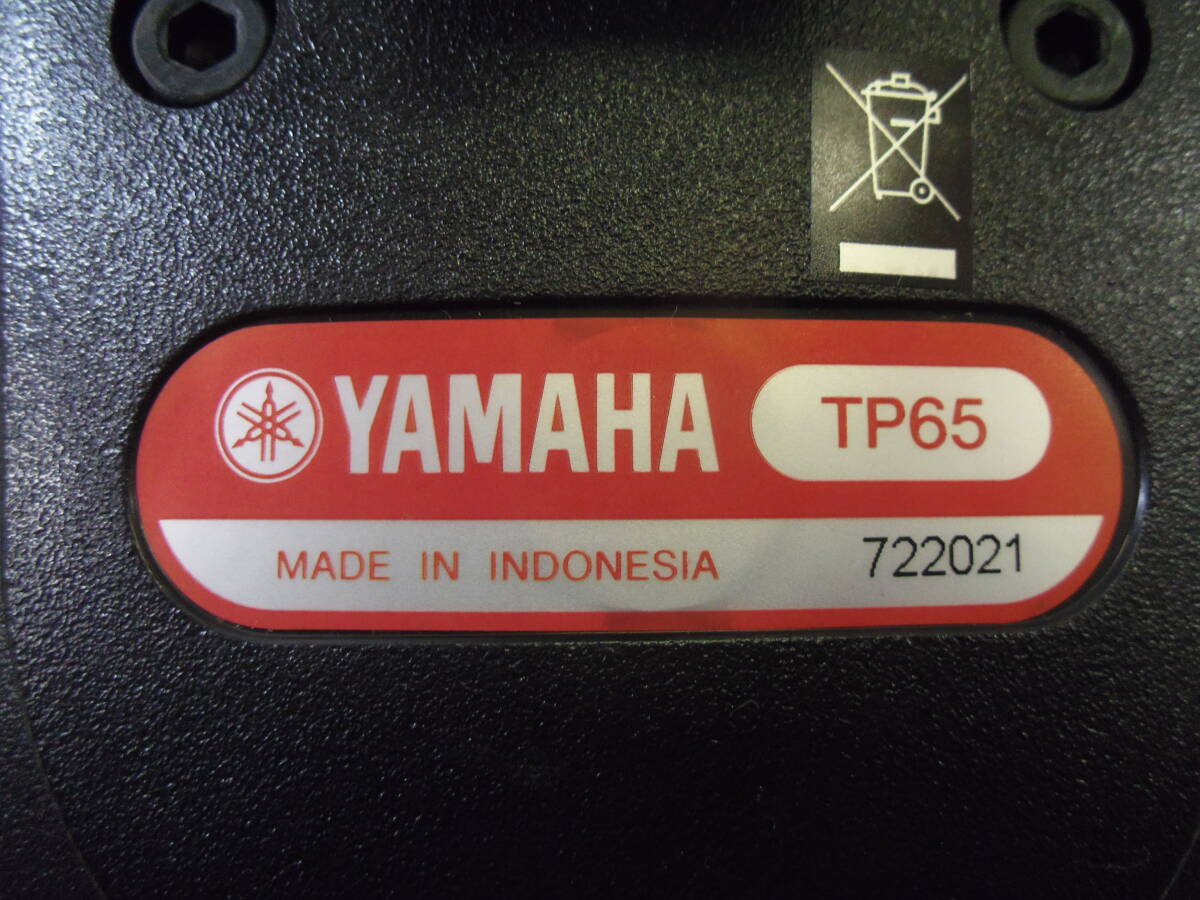 YAMAHA TP65
MADE IN INDONESIA 722021